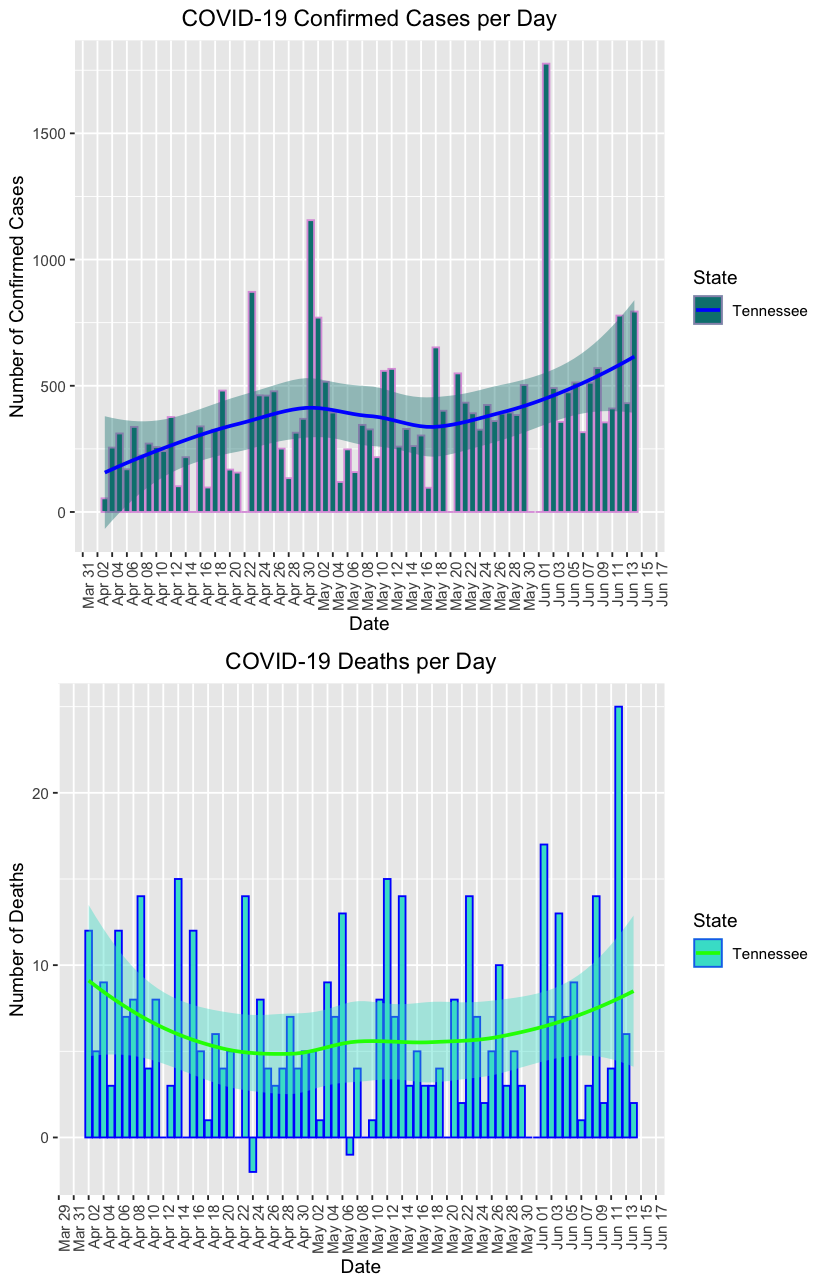 COVID-19 Confirmed Cases per Day
Number of Confirmed Cases
1500
1000
500
0
Mar 31
Apr 02
Apr 04
Apr 06
Apr 08
Apr 10
Apr 12
Apr 14
Apr 16
Apr 18
Apr 20
Apr 22
Apr 24
Apr 26
Apr 28
Apr 30
May 02
May 04
May 06
May 08
May 10
May 12
May 14
May 16
May 18
May 20
May 22
May 24
May 26
May 28
May 30
Jun 01
Jun 03
Jun 05
Jun 07
Jun 09
Jun 11
Jun 13
Jun 15
Jun 17
Date
State
Tennessee
COVID-19 Deaths per Day
Number of Deaths
20
10
0
Mar 29
Mar 31
Apr 02
Apr 04
Apr 06
Apr 08
Apr 10
Apr 12
Apr 14
Apr 16
Apr 18
Apr 20
Apr 22
Apr 24
Apr 26
Apr 28
Apr 30
May 02
May 04
May 06
May 08
May 10
May 12
May 14
May 16
May 18
May 20
May 22
May 24
May 26
May 28
May 30
Jun 01
Jun 03
Jun 05
Jun 07
Jun 09
Jun 11
Jun 13
Jun 15
Jun 17
Date
State
Tennessee